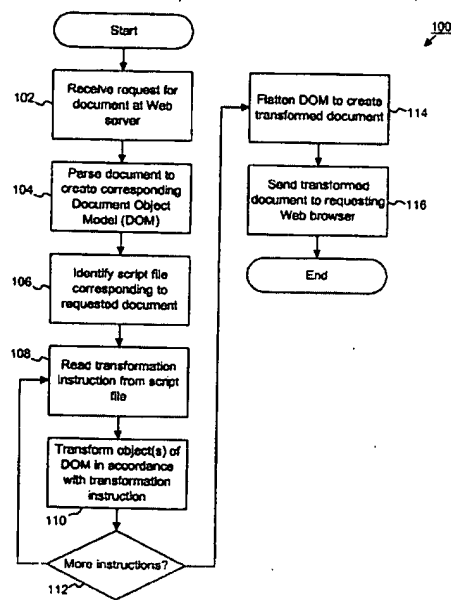 100
Start
102
Receive request for
document at Web
server
104
Parse document to
create corresponding
Document Object
Model (DOM)
106
Identify script file
corresponding to
requested document
108
Read transformation
instruction from script
file
Transform object(s) of
DOM in accordance
with transformation
instruction
110
More instructions?
112
Flatten DOM to create
transformed document
114
Send transformed
document to requesting
Web browser
116
End